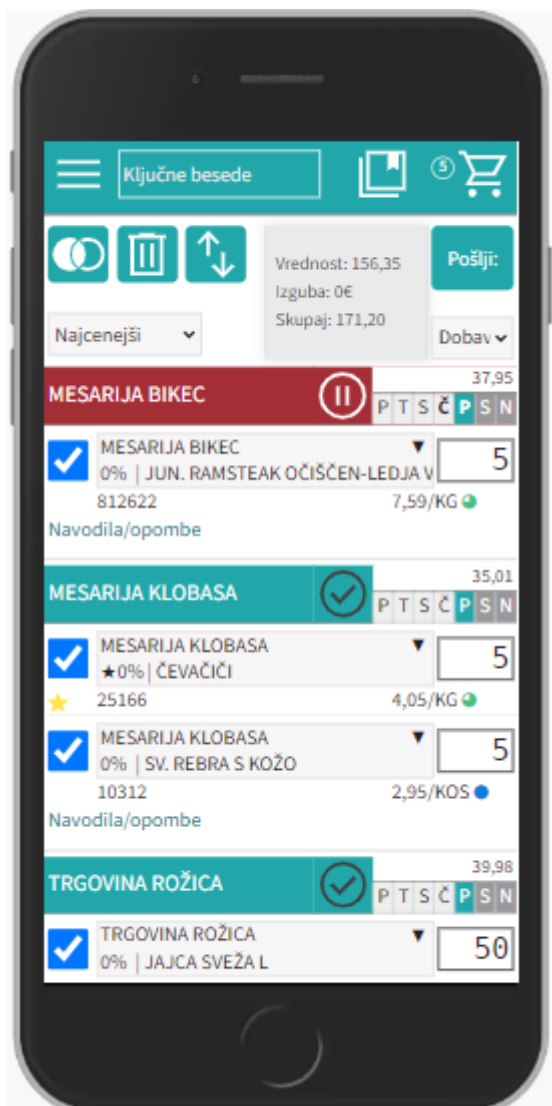 Ključne besede
5
Vrednost: 156,35
Izguba: 0€
Skupaj: 171,20
Pošlji:
Najcenejši
Dobav
MESARIJA BIKEC
37,95
P T S Č P S N
MESARIJA BIKEC
5
0% | JUN. RAMSTEAK OČIŠČEN-LEDJA V
812622
7,59/KG
Navodila/opombe
MESARIJA KLOBASA
35,01
P T S Č P S N
MESARIJA KLOBASA
5
★0% | ČEVAČIČI
25166
4,05/KG
MESARIJA KLOBASA
5
0% | SV. REBRA S KOŽO
10312
2,95/KOS
Navodila/opombe
TRGOVINA ROŽICA
39,98
P T S Č P S N
TRGOVINA ROŽICA
50
0% | JAJCA SVEŽA L